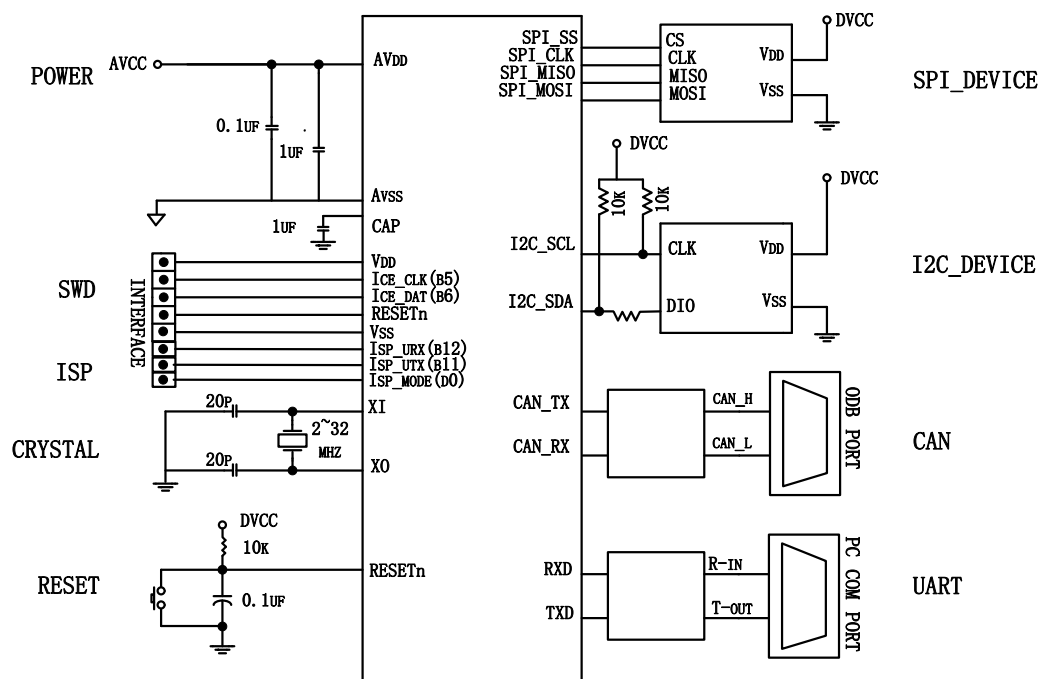 POWER
AVCC
AVDD
0.1UF
1UF
AVSS
1UF
CAP
SWD
ISP
INTERFACE
VDD
ICE_CLK(B5)
ICE_DAT(B6)
RESETn
VSS
ISP_URX(B12)
ISP_UTX(B11)
ISP_MODE(D0)
CRYSTAL
20P
XI
2~32
MHZ
20P
XO
RESET
DVCC
10K
RESETn
0.1UF
SPI_SS
SPI_CLK
SPI_MISO
SPI_MOSI
CS
CLK
MISO
MOSI
VDD
VSS
DVCC
SPI_DEVICE
DVCC
10K
10K
I2C_SCL
I2C_SDA
CLK
DIO
VDD
VSS
DVCC
I2C_DEVICE
CAN_TX
CAN_RX
CAN_H
CAN_L
ODB PORT
CAN
RXD
TXD
R-IN
T-OUT
PC COM PORT
UART